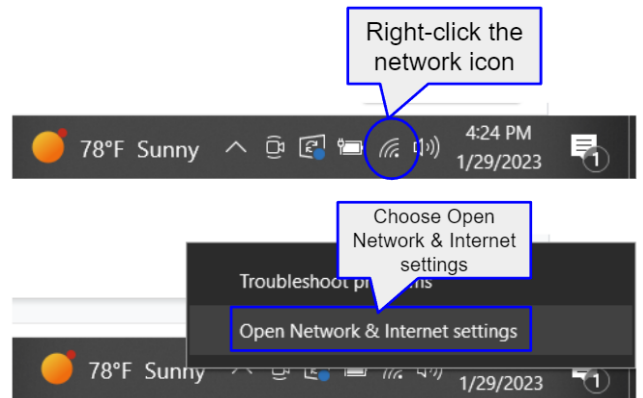 Right-click the
network icon
78°F Sunny
4:24 PM
1/29/2023
1
Choose Open
Network & Internet
settings
Troubleshoot
Open Network & Internet settings
78°F Sunny
1/29/2023
1